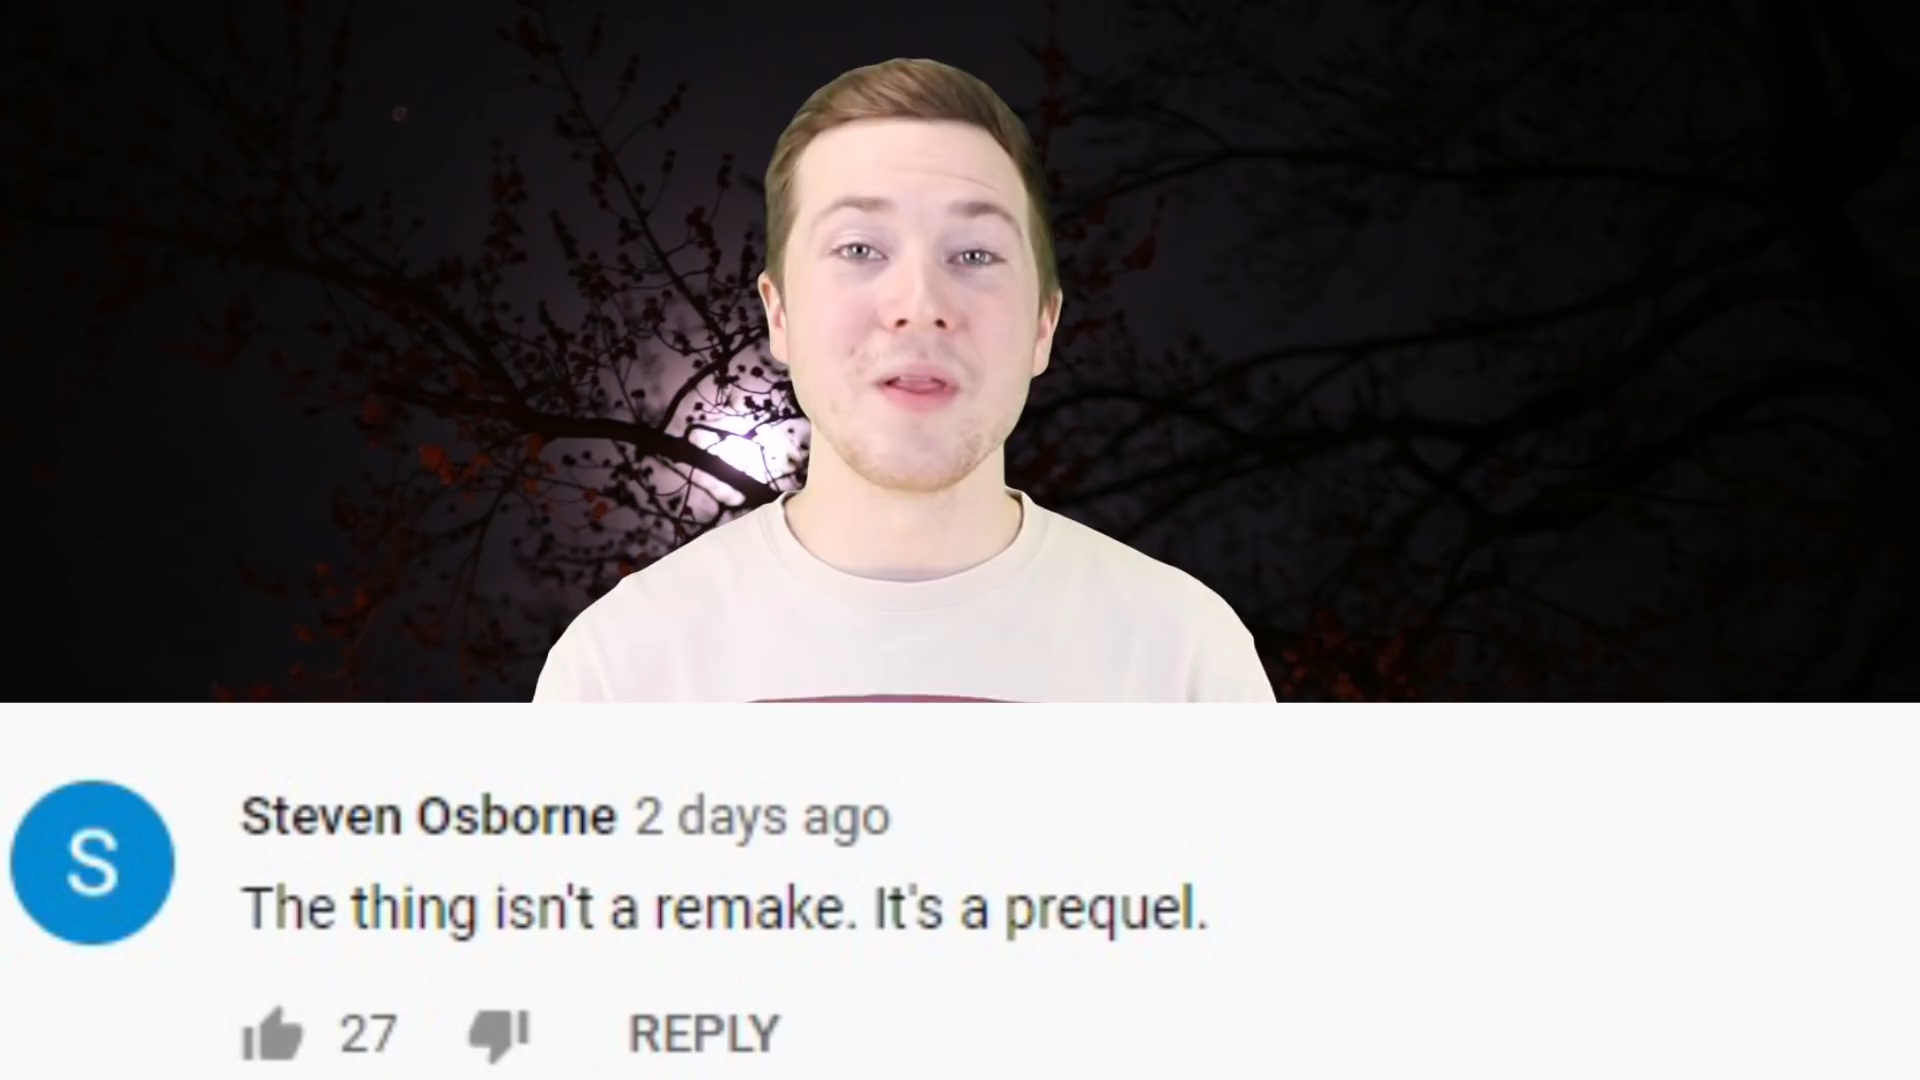 S
Steven Osborne 2 days ago
The thing isn't a remake. It's a prequel.
27
REPLY